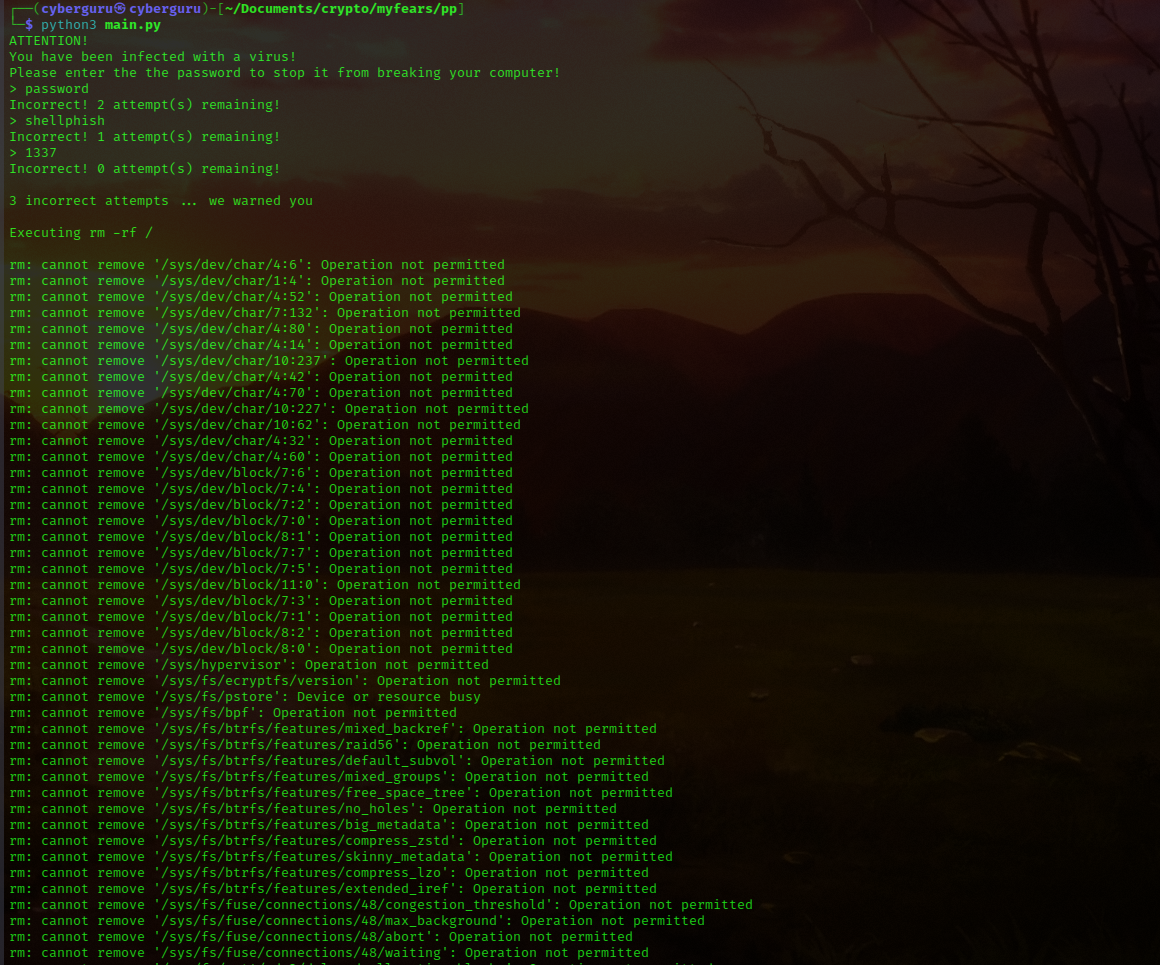 ┌──(cyberguru㉿cyberguru)-[~/Documents/crypto/myfears/pp]
└─$ python3 main.py
ATTENTION!
You have been infected with a virus!
Please enter the the password to stop it from breaking your computer!
> password
Incorrect! 2 attempt(s) remaining!
> shellphish
Incorrect! 1 attempt(s) remaining!
> 1337
Incorrect! 0 attempt(s) remaining!
3 incorrect attempts ... we warned you
Executing rm -rf /
rm: cannot remove '/sys/dev/char/4:6': Operation not permitted
rm: cannot remove '/sys/dev/char/1:4': Operation not permitted
rm: cannot remove '/sys/dev/char/4:52': Operation not permitted
rm: cannot remove '/sys/dev/char/7:132': Operation not permitted
rm: cannot remove '/sys/dev/char/4:80': Operation not permitted
rm: cannot remove '/sys/dev/char/4:14': Operation not permitted
rm: cannot remove '/sys/dev/char/10:237': Operation not permitted
rm: cannot remove '/sys/dev/char/4:42': Operation not permitted
rm: cannot remove '/sys/dev/char/4:70': Operation not permitted
rm: cannot remove '/sys/dev/char/10:227': Operation not permitted
rm: cannot remove '/sys/dev/char/10:62': Operation not permitted
rm: cannot remove '/sys/dev/char/4:32': Operation not permitted
rm: cannot remove '/sys/dev/char/4:60': Operation not permitted
rm: cannot remove '/sys/dev/block/7:6': Operation not permitted
rm: cannot remove '/sys/dev/block/7:4': Operation not permitted
rm: cannot remove '/sys/dev/block/7:2': Operation not permitted
rm: cannot remove '/sys/dev/block/7:0': Operation not permitted
rm: cannot remove '/sys/dev/block/8:1': Operation not permitted
rm: cannot remove '/sys/dev/block/7:7': Operation not permitted
rm: cannot remove '/sys/dev/block/7:5': Operation not permitted
rm: cannot remove '/sys/dev/block/11:0': Operation not permitted
rm: cannot remove '/sys/dev/block/7:3': Operation not permitted
rm: cannot remove '/sys/dev/block/7:1': Operation not permitted
rm: cannot remove '/sys/dev/block/8:2': Operation not permitted
rm: cannot remove '/sys/dev/block/8:0': Operation not permitted
rm: cannot remove '/sys/hypervisor': Operation not permitted
rm: cannot remove '/sys/fs/ecryptfs/version': Operation not permitted
rm: cannot remove '/sys/fs/pstore': Device or resource busy
rm: cannot remove '/sys/fs/bpf': Operation not permitted
rm: cannot remove '/sys/fs/btrfs/features/mixed_backref': Operation not permitted
rm: cannot remove '/sys/fs/btrfs/features/raid56': Operation not permitted
rm: cannot remove '/sys/fs/btrfs/features/default_subvol': Operation not permitted
rm: cannot remove '/sys/fs/btrfs/features/mixed_groups': Operation not permitted
rm: cannot remove '/sys/fs/btrfs/features/free_space_tree': Operation not permitted
rm: cannot remove '/sys/fs/btrfs/features/no_holes': Operation not permitted
rm: cannot remove '/sys/fs/btrfs/features/big_metadata': Operation not permitted
rm: cannot remove '/sys/fs/btrfs/features/compress_zstd': Operation not permitted
rm: cannot remove '/sys/fs/btrfs/features/skinny_metadata': Operation not permitted
rm: cannot remove '/sys/fs/btrfs/features/compress_lzo': Operation not permitted
rm: cannot remove '/sys/fs/btrfs/features/extended_iref': Operation not permitted
rm: cannot remove '/sys/fs/fuse/connections/48/congestion_threshold': Operation not permitted
rm: cannot remove '/sys/fs/fuse/connections/48/max_background': Operation not permitted
rm: cannot remove '/sys/fs/fuse/connections/48/abort': Operation not permitted
rm: cannot remove '/sys/fs/fuse/connections/48/waiting': Operation not permitted